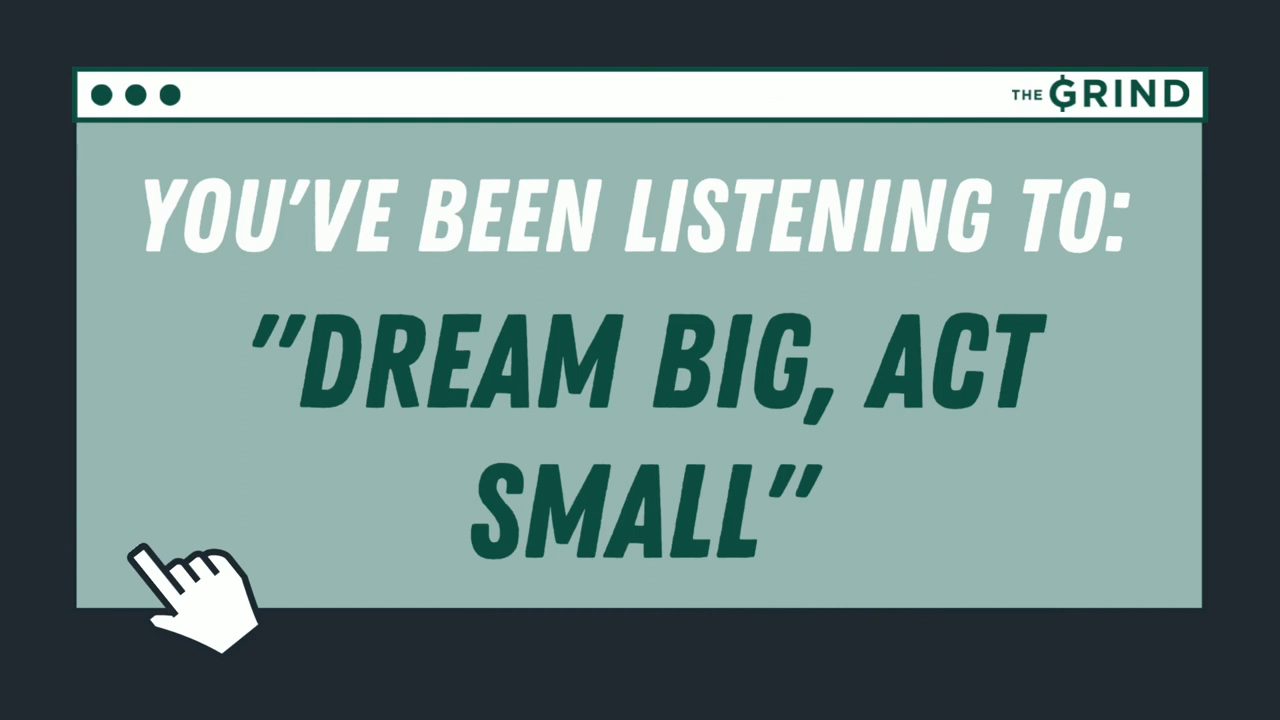 THE GRIND
YOU'VE BEEN LISTENING TO:
"DREAM BIG, ACT
SMALL"